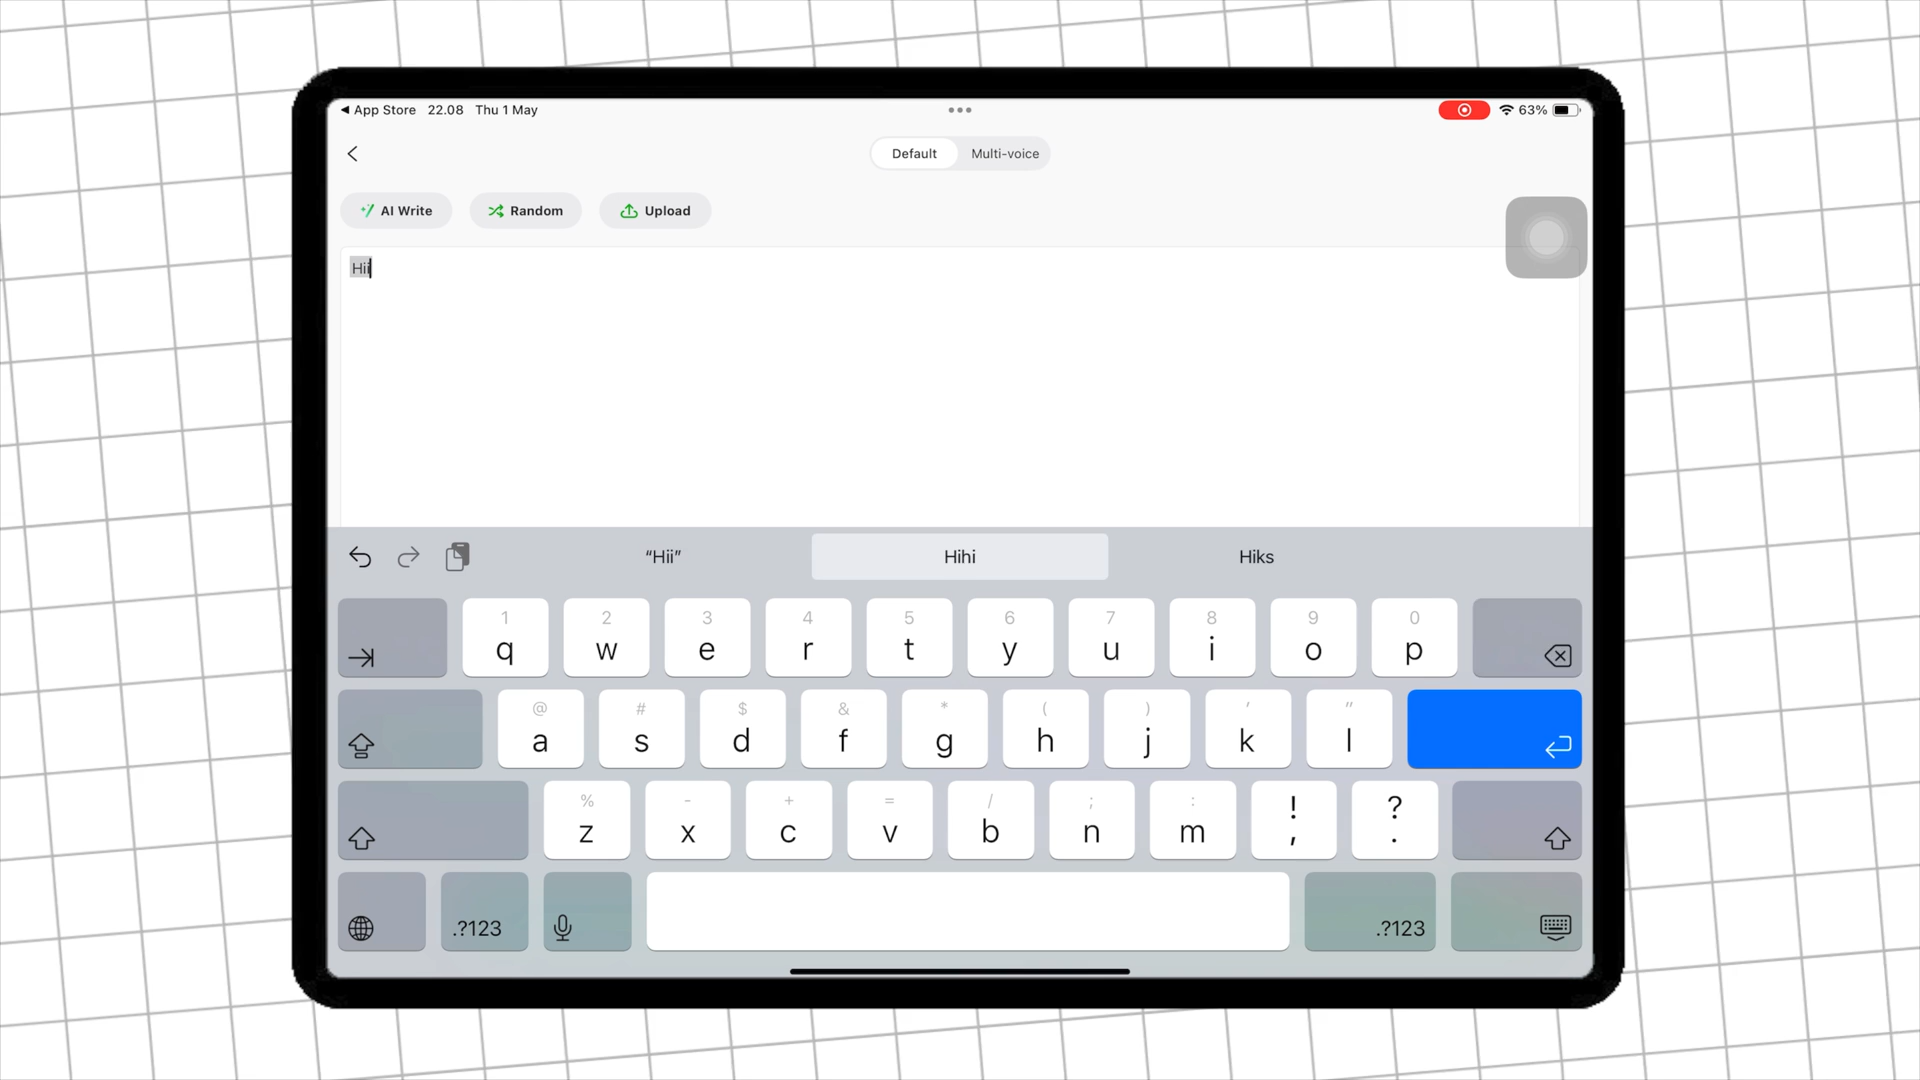 App Store 22.08 Thu 1 May 63%
Default Multi-voice
AI Write Random Upload
Hii
“Hii” Hihi Hiks
1 2 3 4 5 6 7 8 9 0
q w e r t y u i o p
@ # $ & * ( ) ' "
a s d f g h j k l
% - + = / ; : ! ?
z x c v b n m , .
.?123 .?123